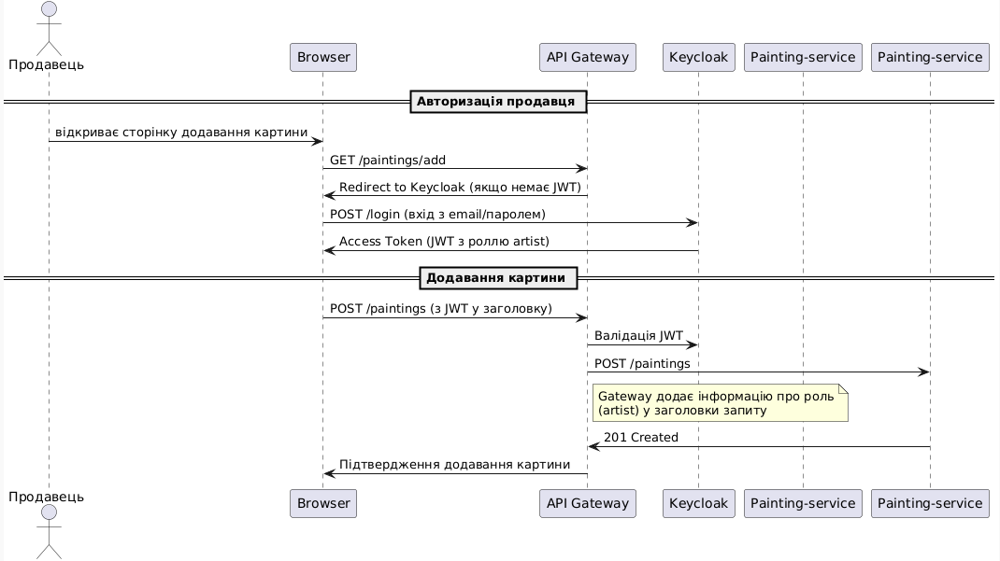 Продавець
Browser
API Gateway
Keycloak
Painting-service
Painting-service
Авторизація продавця
відкриває сторінку додавання картини
GET /paintings/add
Redirect to Keycloak (якщо немає JWT)
POST /login (вхід з email/паролем)
Access Token (JWT з роллю artist)
Додавання картини
POST /paintings (з JWT у заголовку)
Валідація JWT
POST /paintings
Gateway додає інформацію про роль
(artist) у заголовки запиту
201 Created
Підтвердження додавання картини
Продавець
Browser
API Gateway
Keycloak
Painting-service
Painting-service